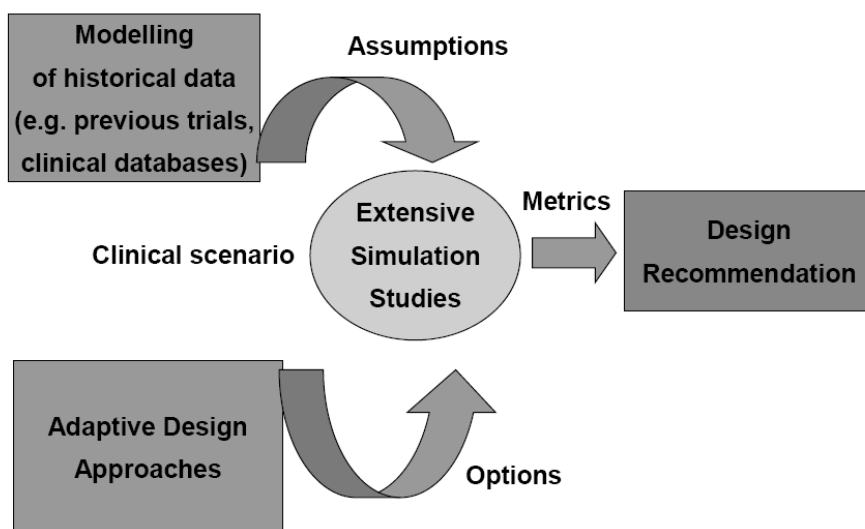 Modelling
of historical data
(e.g. previous trials,
clinical databases)
Assumptions
Clinical scenario
Extensive
Simulation
Studies
Metrics
Design
Recommendation
Adaptive Design
Approaches
Options